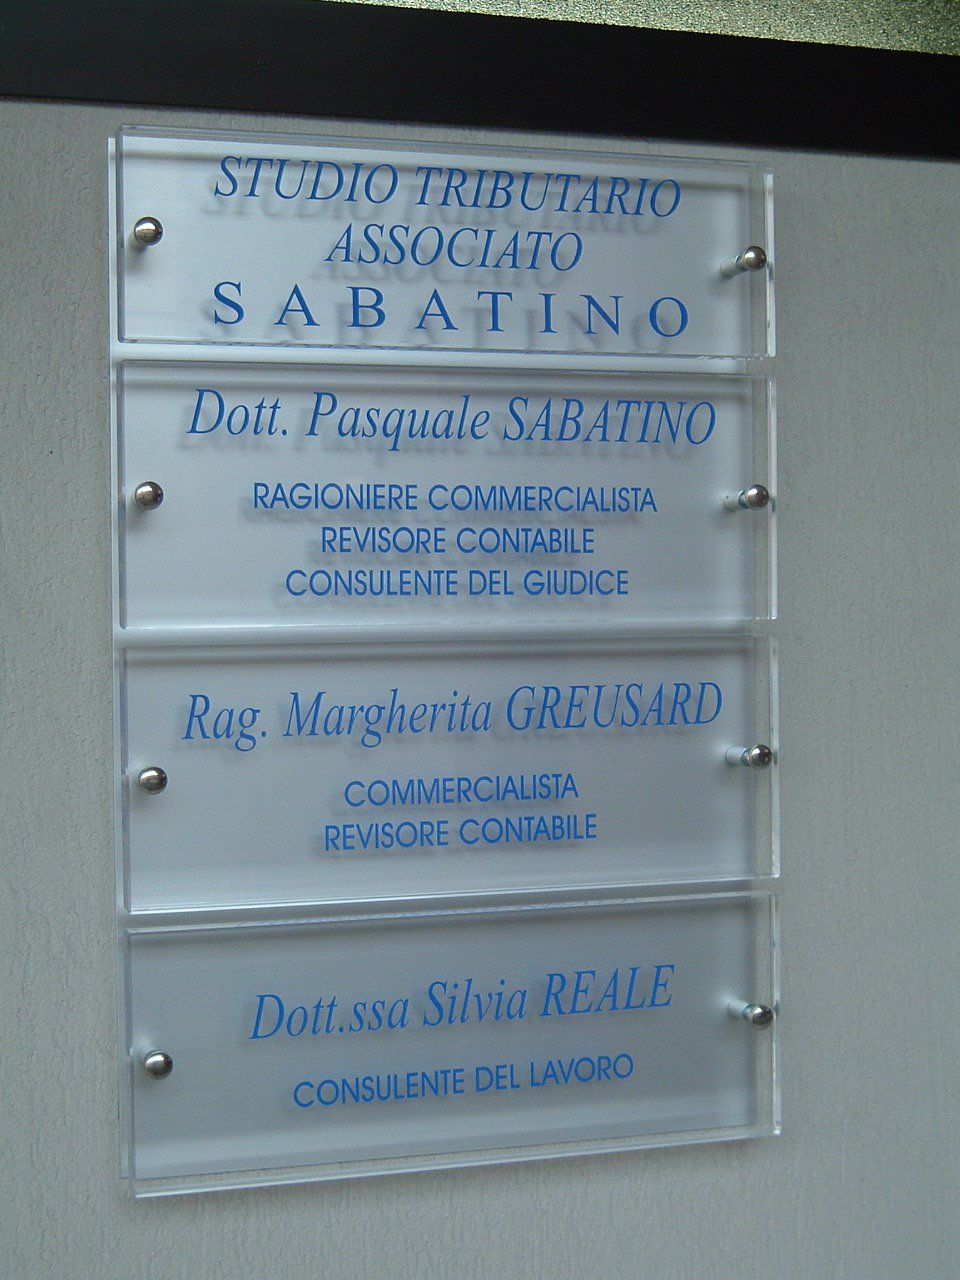 STUDIO TRIBUTARIO
ASSOCIATO
SABATINO
Dott. Pasquale SABATINO
RAGIONIERE COMMERCIALISTA
REVISORE CONTABILE
CONSULENTE DEL GIUDICE
Rag. Margherita GREUSARD
COMMERCIALISTA
REVISORE CONTABILE
Dott.ssa Silvia REALE
CONSULENTE DEL LAVORO